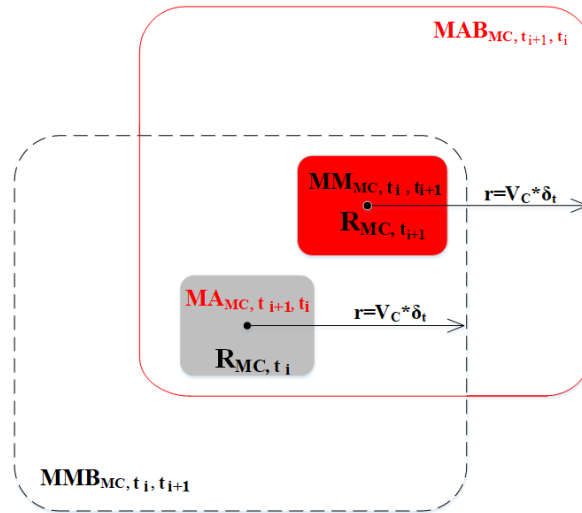 MAB_MC, t_i+1, t_i
MM_MC, t_i, t_i+1
r=V_C*δ_t
R_MC, t_i+1
MA_MC, t_i+1, t_i
r=V_C*δ_t
R_MC, t_i
MMB_MC, t_i, t_i+1